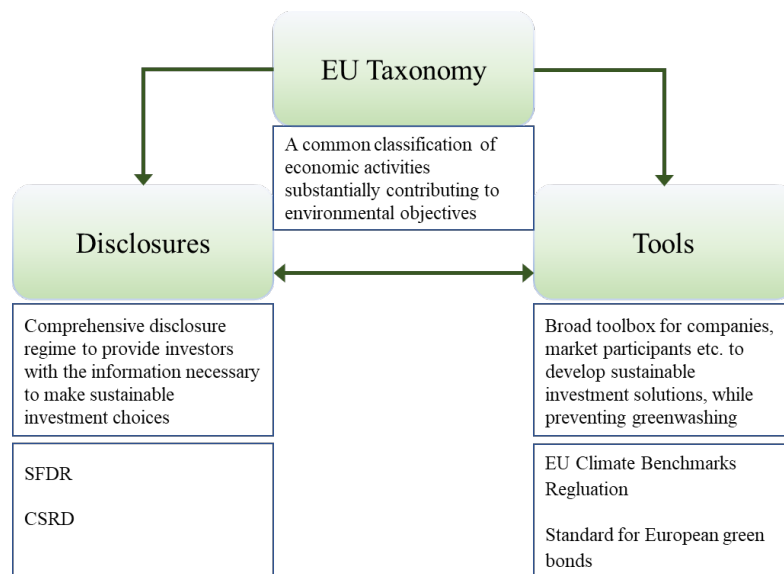 EU Taxonomy
A common classification of
economic activities
substantially contributing to
environmental objectives
Disclosures
Comprehensive disclosure
regime to provide investors
with the information necessary
to make sustainable
investment choices
SFDR
CSRD
Tools
Broad toolbox for companies,
market participants etc. to
develop sustainable
investment solutions, while
preventing greenwashing
EU Climate Benchmarks
Regluation
Standard for European green
bonds